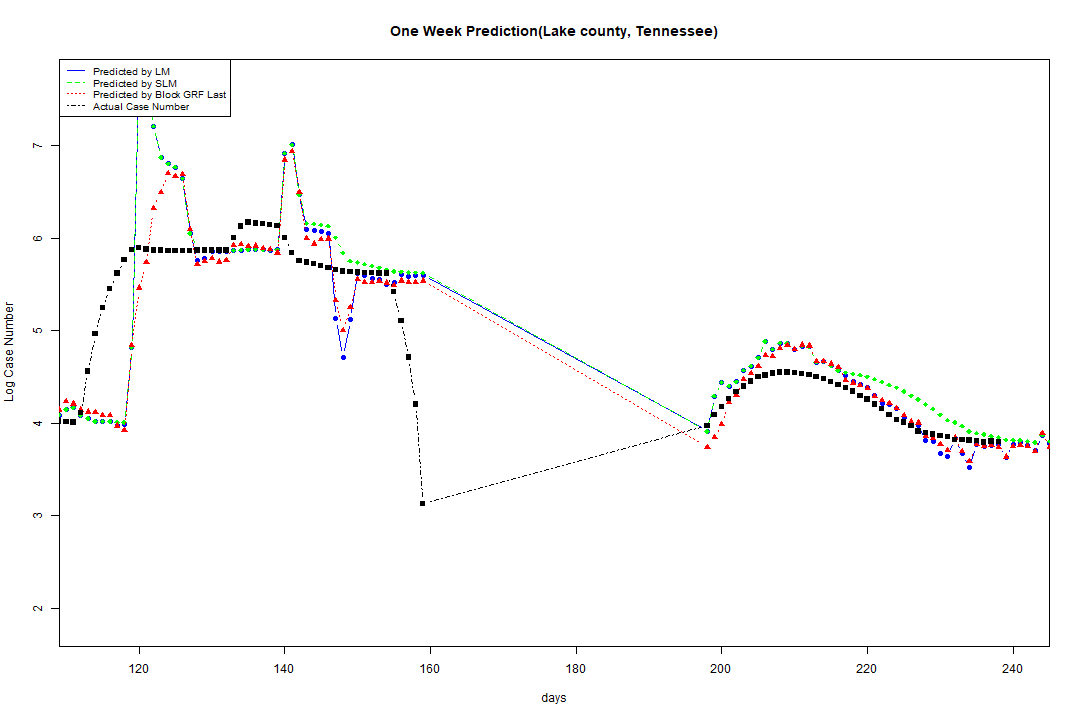 One Week Prediction(Lake county, Tennessee)
Predicted by LM
Predicted by SLM
Predicted by Block GRF Last
Actual Case Number
7
6
5
4
3
2
Log Case Number
120 140 160 180 200 220 240
days